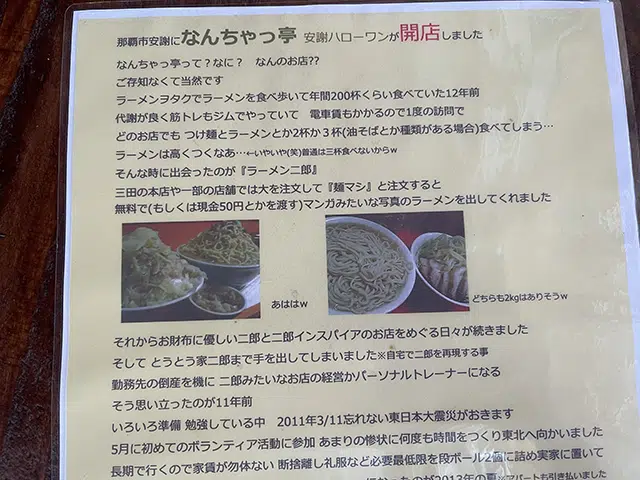 那覇市安謝に なんちゃっ亭 安謝ハローワンが開店しました
なんちゃっ亭って？なに？ なんのお店??
ご存知なくて当然です
ラーメンヲタクでラーメンを食べ歩いて年間200杯くらい食べていた12年前
代謝が良く筋トレもジムでやっていて 電車賃もかかるので1度の訪問で
どのお店でも つけ麺とラーメンとか2杯か３杯(油そばとか種類がある場合)食べてしまう…
ラーメンは高くつくなあ…←いやいや(笑)普通は三杯食べないからｗ
そんな時に出会ったのが『ラーメン二郎』
三田の本店や一部の店舗では大を注文して『麺マシ』と注文すると
無料で(もしくは現金50円とかを渡す)マンガみたいな写真のラーメンを出してくれました
あははｗ
どちらも2kgはありそうｗ
それからお財布に優しい二郎と二郎インスパイアのお店をめぐる日々が続きました
そして とうとう家二郎まで手を出してしまいました※自宅で二郎を再現する事
勤務先の倒産を機に 二郎みたいなお店の経営かパーソナルトレーナーになる
そう思い立ったのが11年前
いろいろ準備 勉強している中 2011年3/11忘れない東日本大震災がおきます
5月に初めてのボランティア活動に参加 あまりの惨状に何度も時間をつくり東北へ向かいました
長期で行くので家賃が勿体ない 断捨離し礼服など必要最低限を段ボール2個に詰め実家に置いて
なったのが2013年の夏※アパートも引き払いました